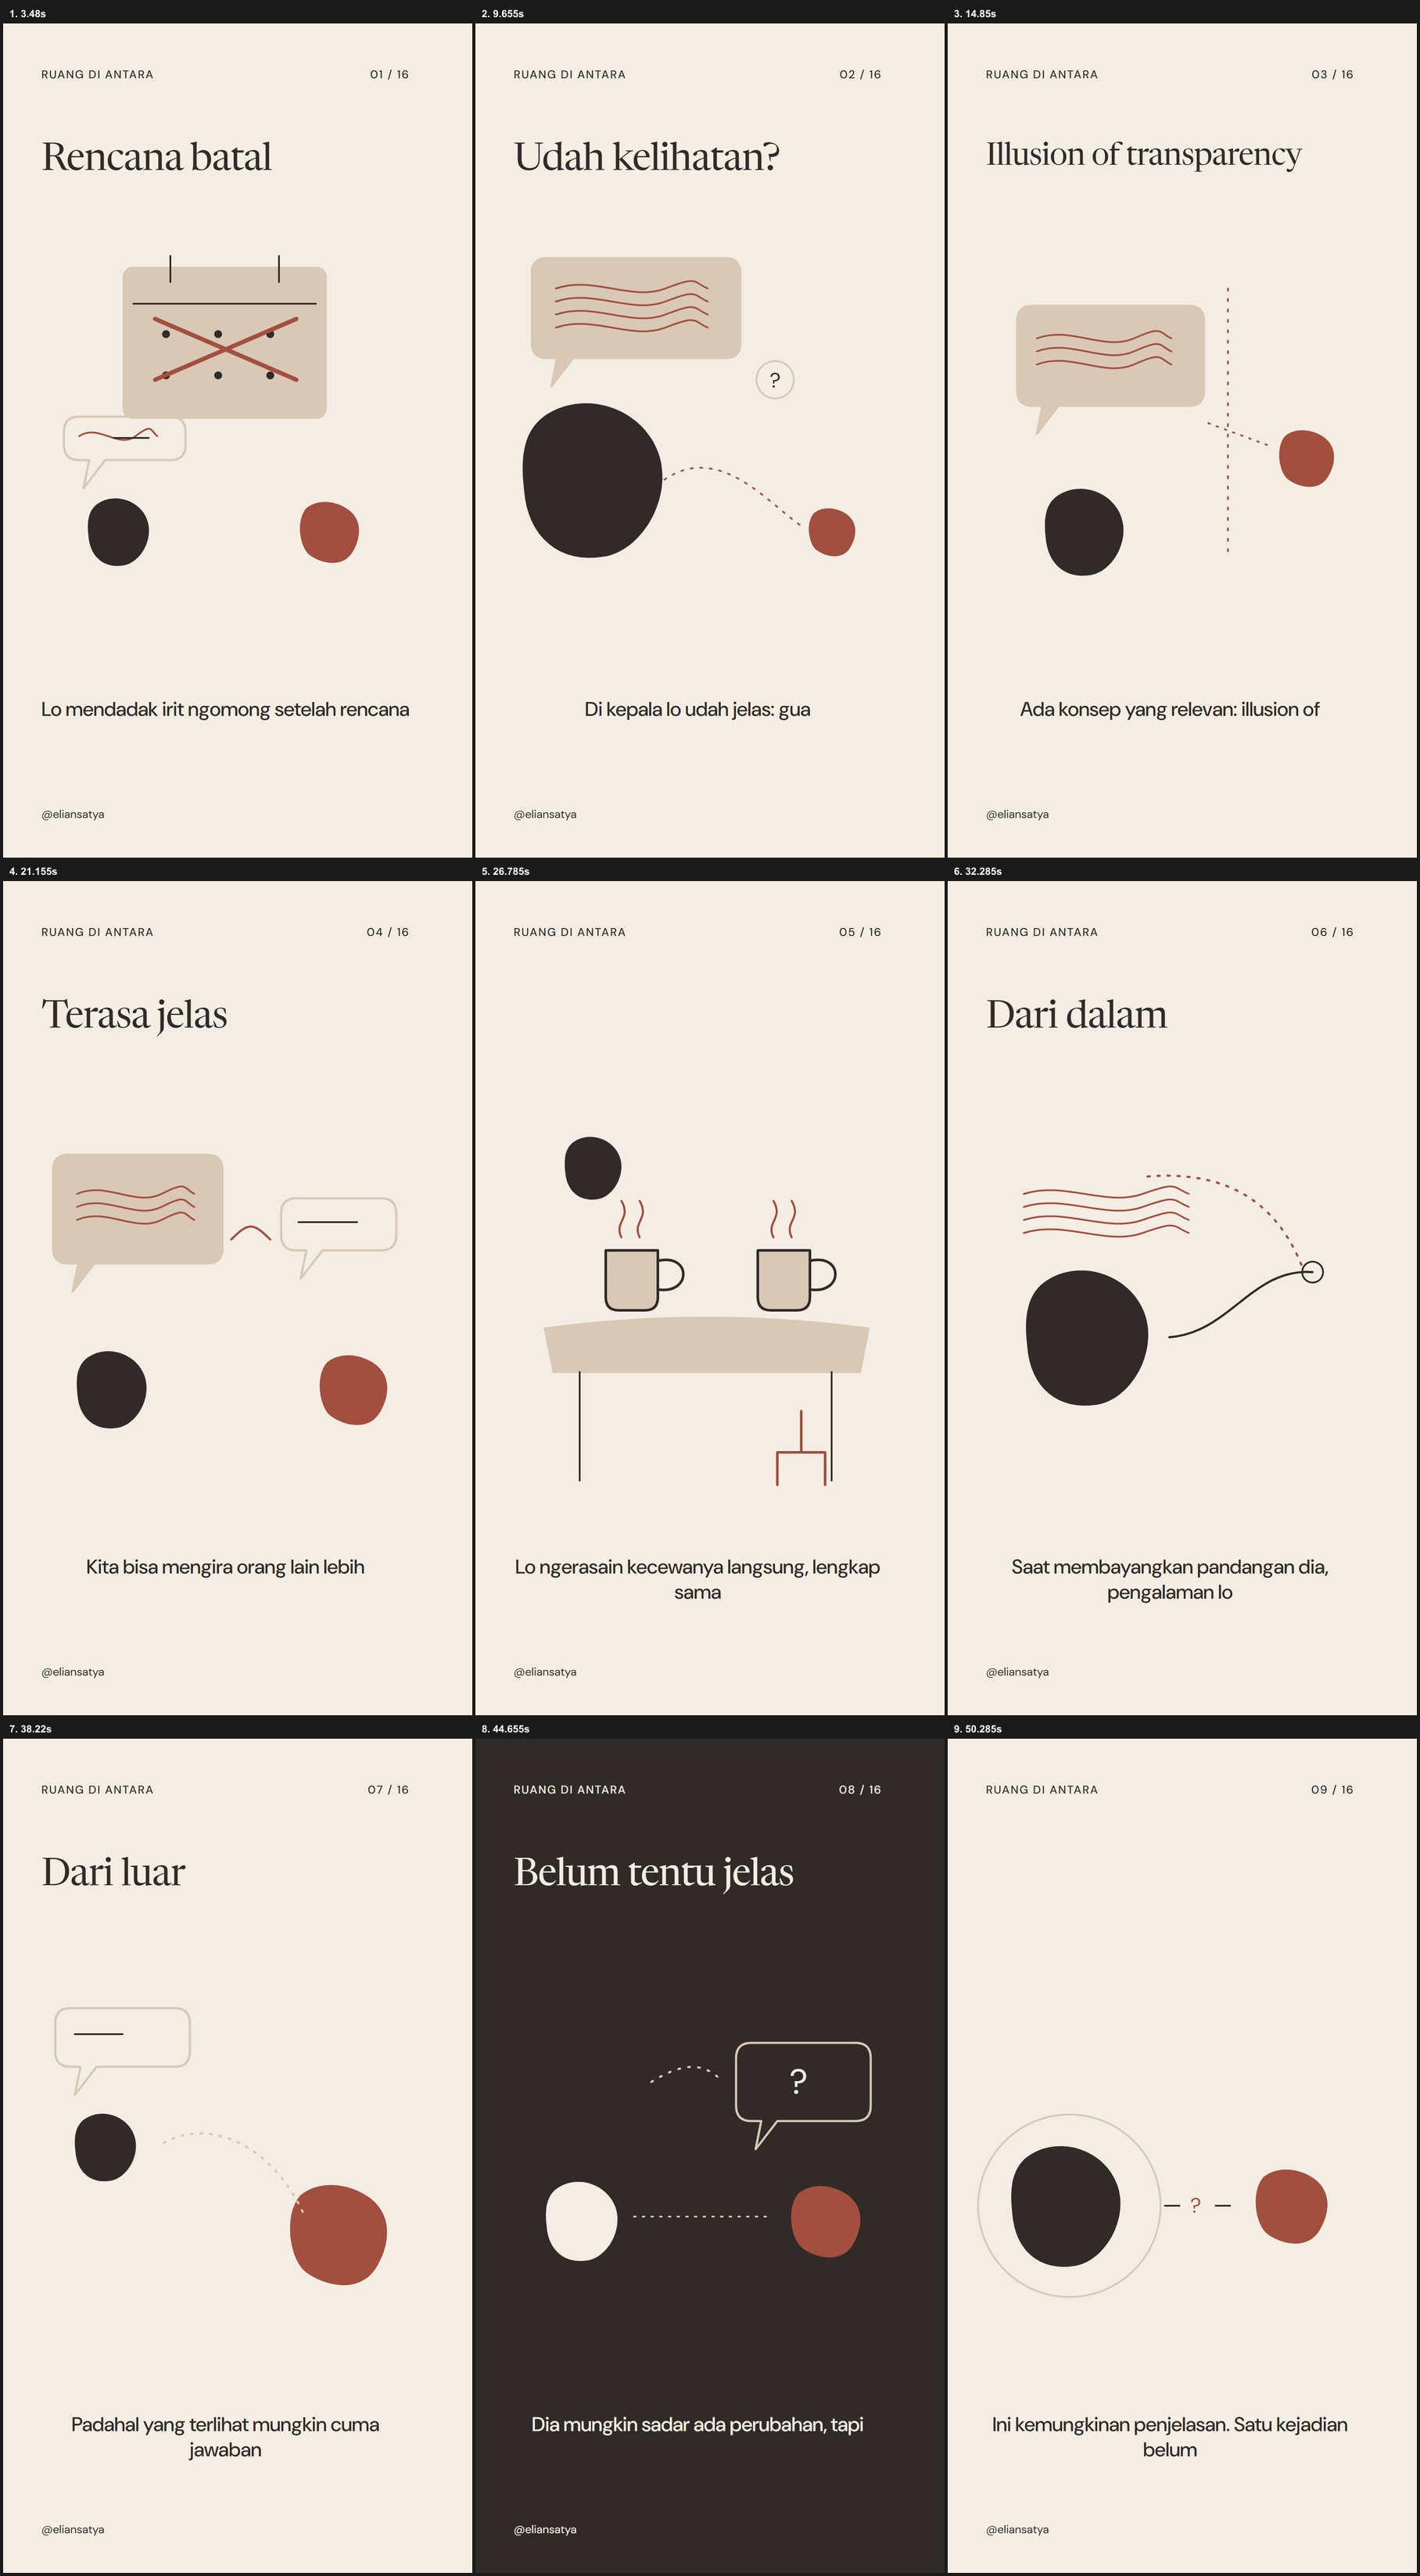 1. 3.48s
RUANG DI ANTARA
01 / 16
Rencana batal
Lo mendadak irit ngomong setelah rencana
@eliansatya
2. 9.655s
RUANG DI ANTARA
02 / 16
Udah kelihatan?
?
Di kepala lo udah jelas: gua
@eliansatya
3. 14.85s
RUANG DI ANTARA
03 / 16
Illusion of transparency
Ada konsep yang relevan: illusion of
@eliansatya
4. 21.155s
RUANG DI ANTARA
04 / 16
Terasa jelas
Kita bisa mengira orang lain lebih
@eliansatya
5. 26.785s
RUANG DI ANTARA
05 / 16
Lo ngerasain kecewanya langsung, lengkap
sama
@eliansatya
6. 32.285s
RUANG DI ANTARA
06 / 16
Dari dalam
Saat membayangkan pandangan dia,
pengalaman lo
@eliansatya
7. 38.22s
RUANG DI ANTARA
07 / 16
Dari luar
Padahal yang terlihat mungkin cuma
jawaban
@eliansatya
8. 44.655s
RUANG DI ANTARA
08 / 16
Belum tentu jelas
?
Dia mungkin sadar ada perubahan, tapi
@eliansatya
9. 50.285s
RUANG DI ANTARA
09 / 16
?
Ini kemungkinan penjelasan. Satu kejadian
belum
@eliansatya